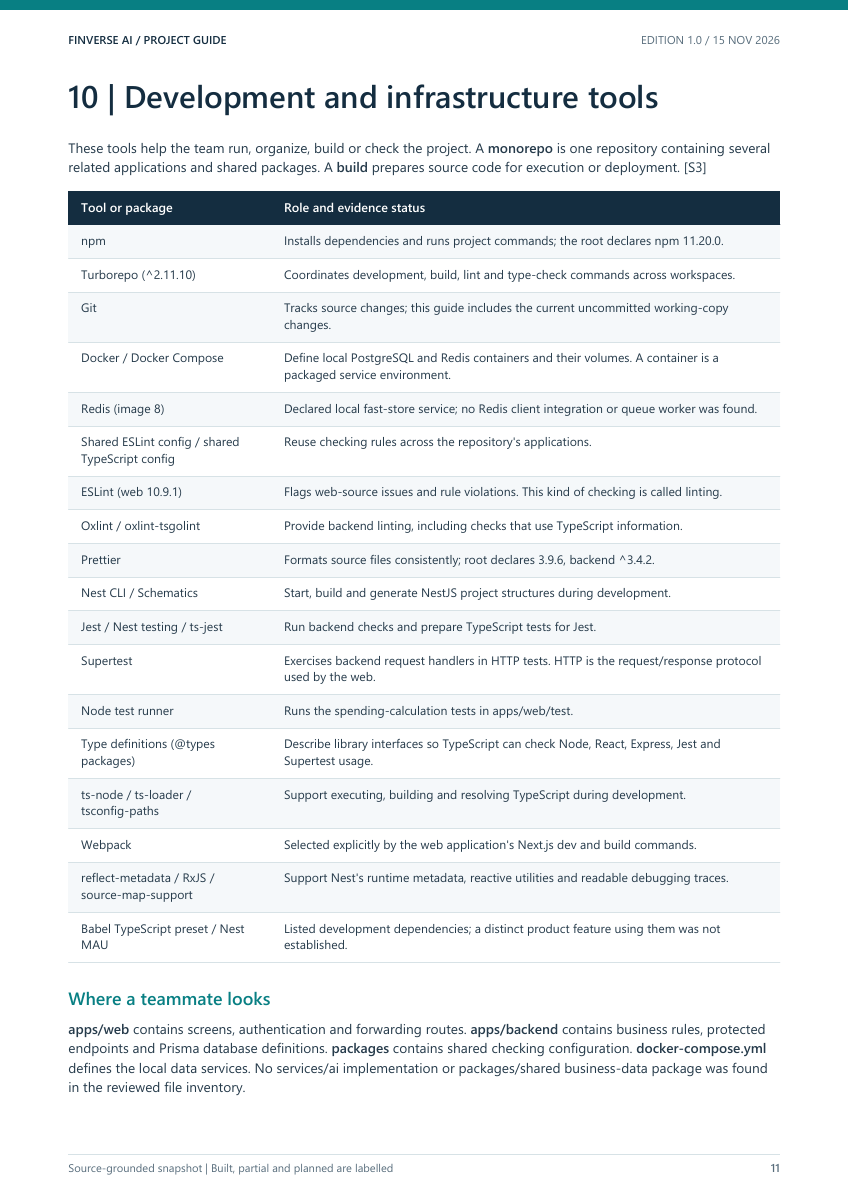 FINVERSE AI / PROJECT GUIDE
EDITION 1.0 / 15 NOV 2026
10 | Development and infrastructure tools
These tools help the team run, organize, build or check the project. A monorepo is one repository containing several
related applications and shared packages. A build prepares source code for execution or deployment. [S3]
Tool or package
Role and evidence status
npm
Installs dependencies and runs project commands; the root declares npm 11.20.0.
Turborepo (^2.11.10)
Coordinates development, build, lint and type-check commands across workspaces.
Git
Tracks source changes; this guide includes the current uncommitted working-copy
changes.
Docker / Docker Compose
Define local PostgreSQL and Redis containers and their volumes. A container is a
packaged service environment.
Redis (image 8)
Declared local fast-store service; no Redis client integration or queue worker was found.
Shared ESLint config / shared
TypeScript config
Reuse checking rules across the repository's applications.
ESLint (web 10.9.1)
Flags web-source issues and rule violations. This kind of checking is called linting.
Oxlint / oxlint-tsgolint
Provide backend linting, including checks that use TypeScript information.
Prettier
Formats source files consistently; root declares 3.9.6, backend ^3.4.2.
Nest CLI / Schematics
Start, build and generate NestJS project structures during development.
Jest / Nest testing / ts-jest
Run backend checks and prepare TypeScript tests for Jest.
Supertest
Exercises backend request handlers in HTTP tests. HTTP is the request/response protocol
used by the web.
Node test runner
Runs the spending-calculation tests in apps/web/test.
Type definitions (@types
packages)
Describe library interfaces so TypeScript can check Node, React, Express, Jest and
Supertest usage.
ts-node / ts-loader /
tsconfig-paths
Support executing, building and resolving TypeScript during development.
Webpack
Selected explicitly by the web application's Next.js dev and build commands.
reflect-metadata / RxJS /
source-map-support
Support Nest's runtime metadata, reactive utilities and readable debugging traces.
Babel TypeScript preset / Nest
MAU
Listed development dependencies; a distinct product feature using them was not
established.
Where a teammate looks
apps/web contains screens, authentication and forwarding routes. apps/backend contains business rules, protected
endpoints and Prisma database definitions. packages contains shared checking configuration. docker-compose.yml
defines the local data services. No services/ai implementation or packages/shared business-data package was found
in the reviewed file inventory.
Source-grounded snapshot | Built, partial and planned are labelled
11